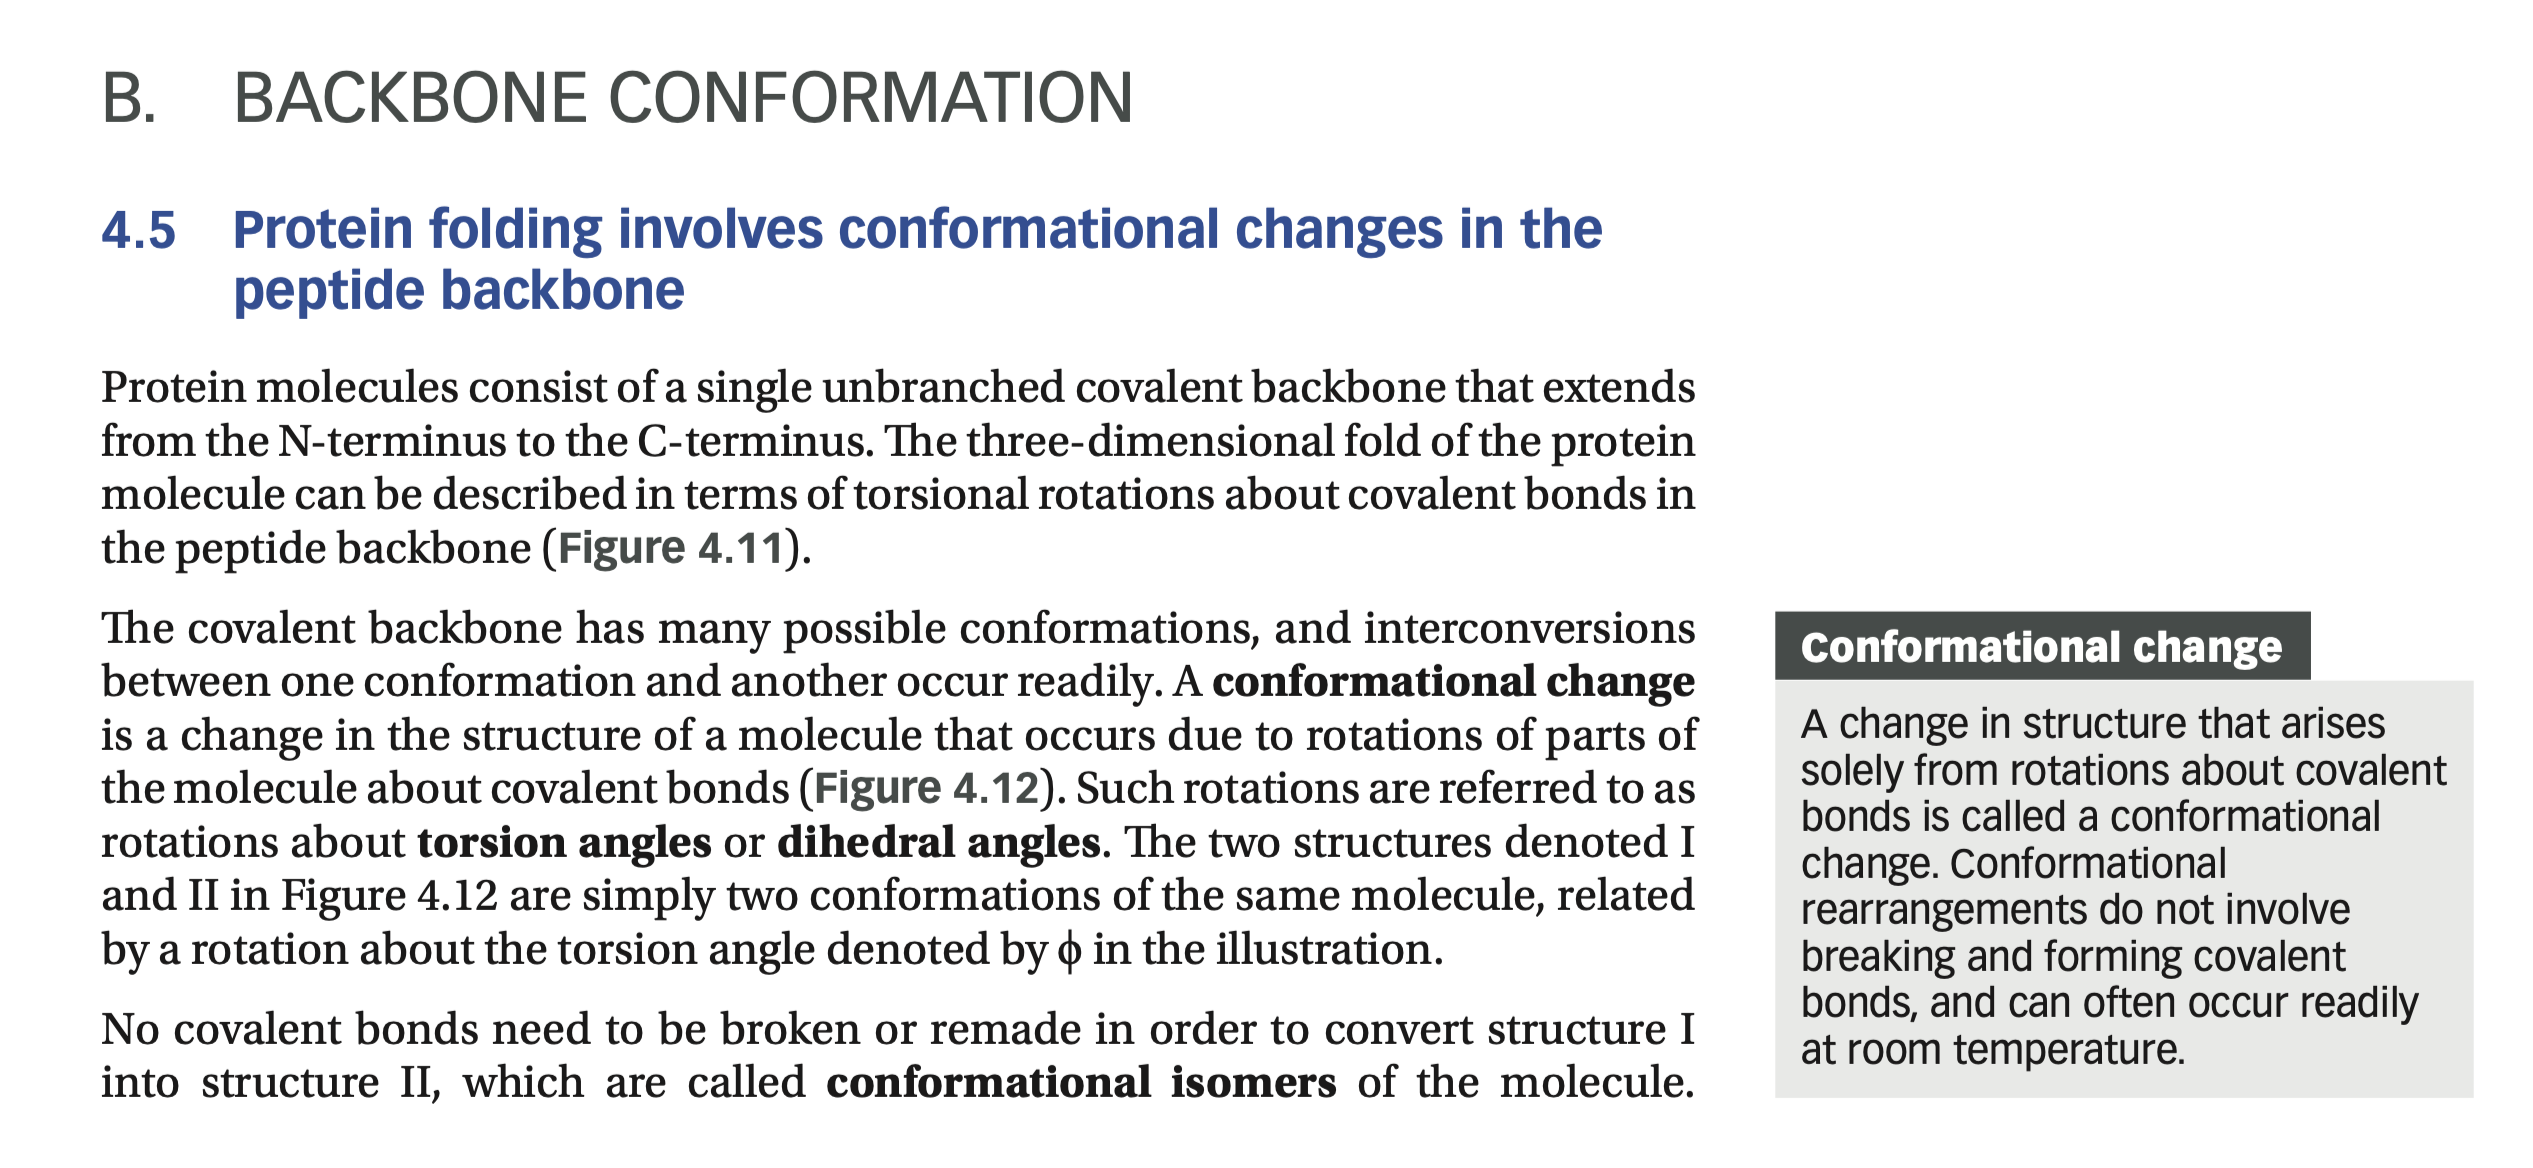 B. BACKBONE CONFORMATION
4.5 Protein folding involves conformational changes in the
peptide backbone
Protein molecules consist of a single unbranched covalent backbone that extends
from the N-terminus to the C-terminus. The three-dimensional fold of the protein
molecule can be described in terms of torsional rotations about covalent bonds in
the peptide backbone (Figure 4.11).
The covalent backbone has many possible conformations, and interconversions
between one conformation and another occur readily. A conformational change
is a change in the structure of a molecule that occurs due to rotations of parts of
the molecule about covalent bonds (Figure 4.12). Such rotations are referred to as
rotations about torsion angles or dihedral angles. The two structures denoted I
and II in Figure 4.12 are simply two conformations of the same molecule, related
by a rotation about the torsion angle denoted by ϕ in the illustration.
No covalent bonds need to be broken or remade in order to convert structure I
into structure II, which are called conformational isomers of the molecule.
Conformational change
A change in structure that arises
solely from rotations about covalent
bonds is called a conformational
change. Conformational
rearrangements do not involve
breaking and forming covalent
bonds, and can often occur readily
at room temperature.